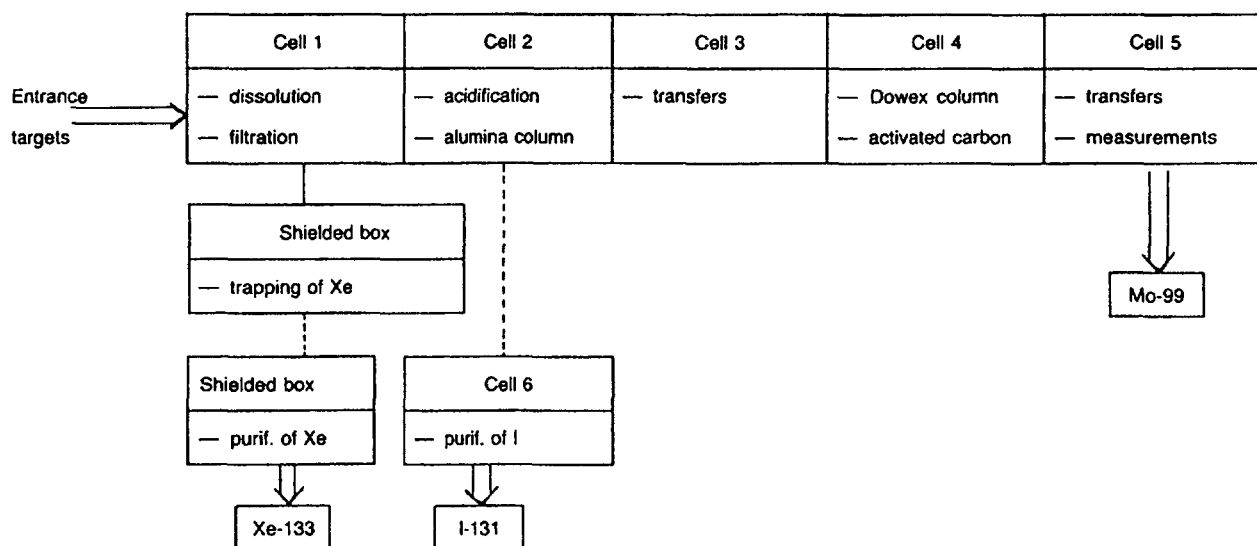 Cell 1
Cell 2
Cell 3
Cell 4
Cell 5
Entrance
targets
— dissolution
— filtration
— acidification
— alumina column
— transfers
— Dowex column
— activated carbon
— transfers
— measurements
Shielded box
— trapping of Xe
Mo-99
Shielded box
— purif. of Xe
Cell 6
— purif. of I
Xe-133
I-131